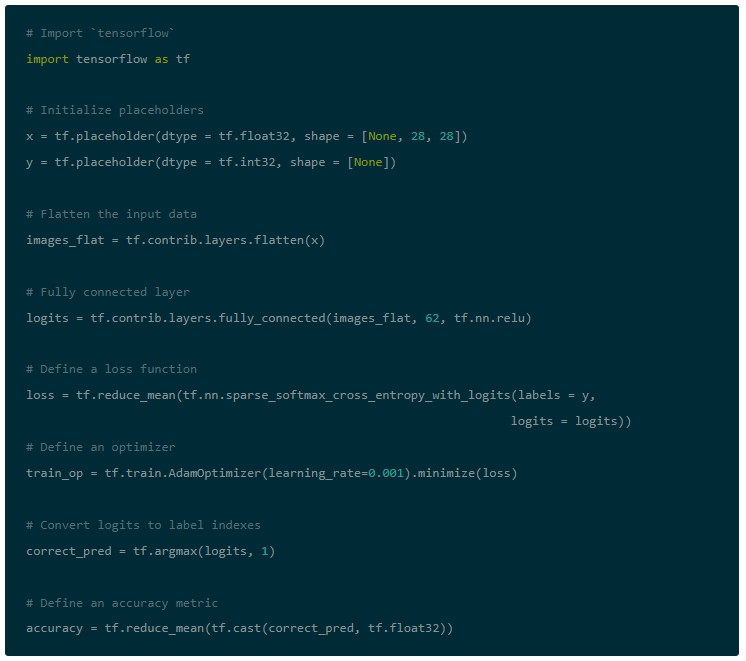 # Import `tensorflow`
import tensorflow as tf
# Initialize placeholders
x = tf.placeholder(dtype = tf.float32, shape = [None, 28, 28])
y = tf.placeholder(dtype = tf.int32, shape = [None])
# Flatten the input data
images_flat = tf.contrib.layers.flatten(x)
# Fully connected layer
logits = tf.contrib.layers.fully_connected(images_flat, 62, tf.nn.relu)
# Define a loss function
loss = tf.reduce_mean(tf.nn.sparse_softmax_cross_entropy_with_logits(labels = y,
logits = logits))
# Define an optimizer
train_op = tf.train.AdamOptimizer(learning_rate=0.001).minimize(loss)
# Convert logits to label indexes
correct_pred = tf.argmax(logits, 1)
# Define an accuracy metric
accuracy = tf.reduce_mean(tf.cast(correct_pred, tf.float32))